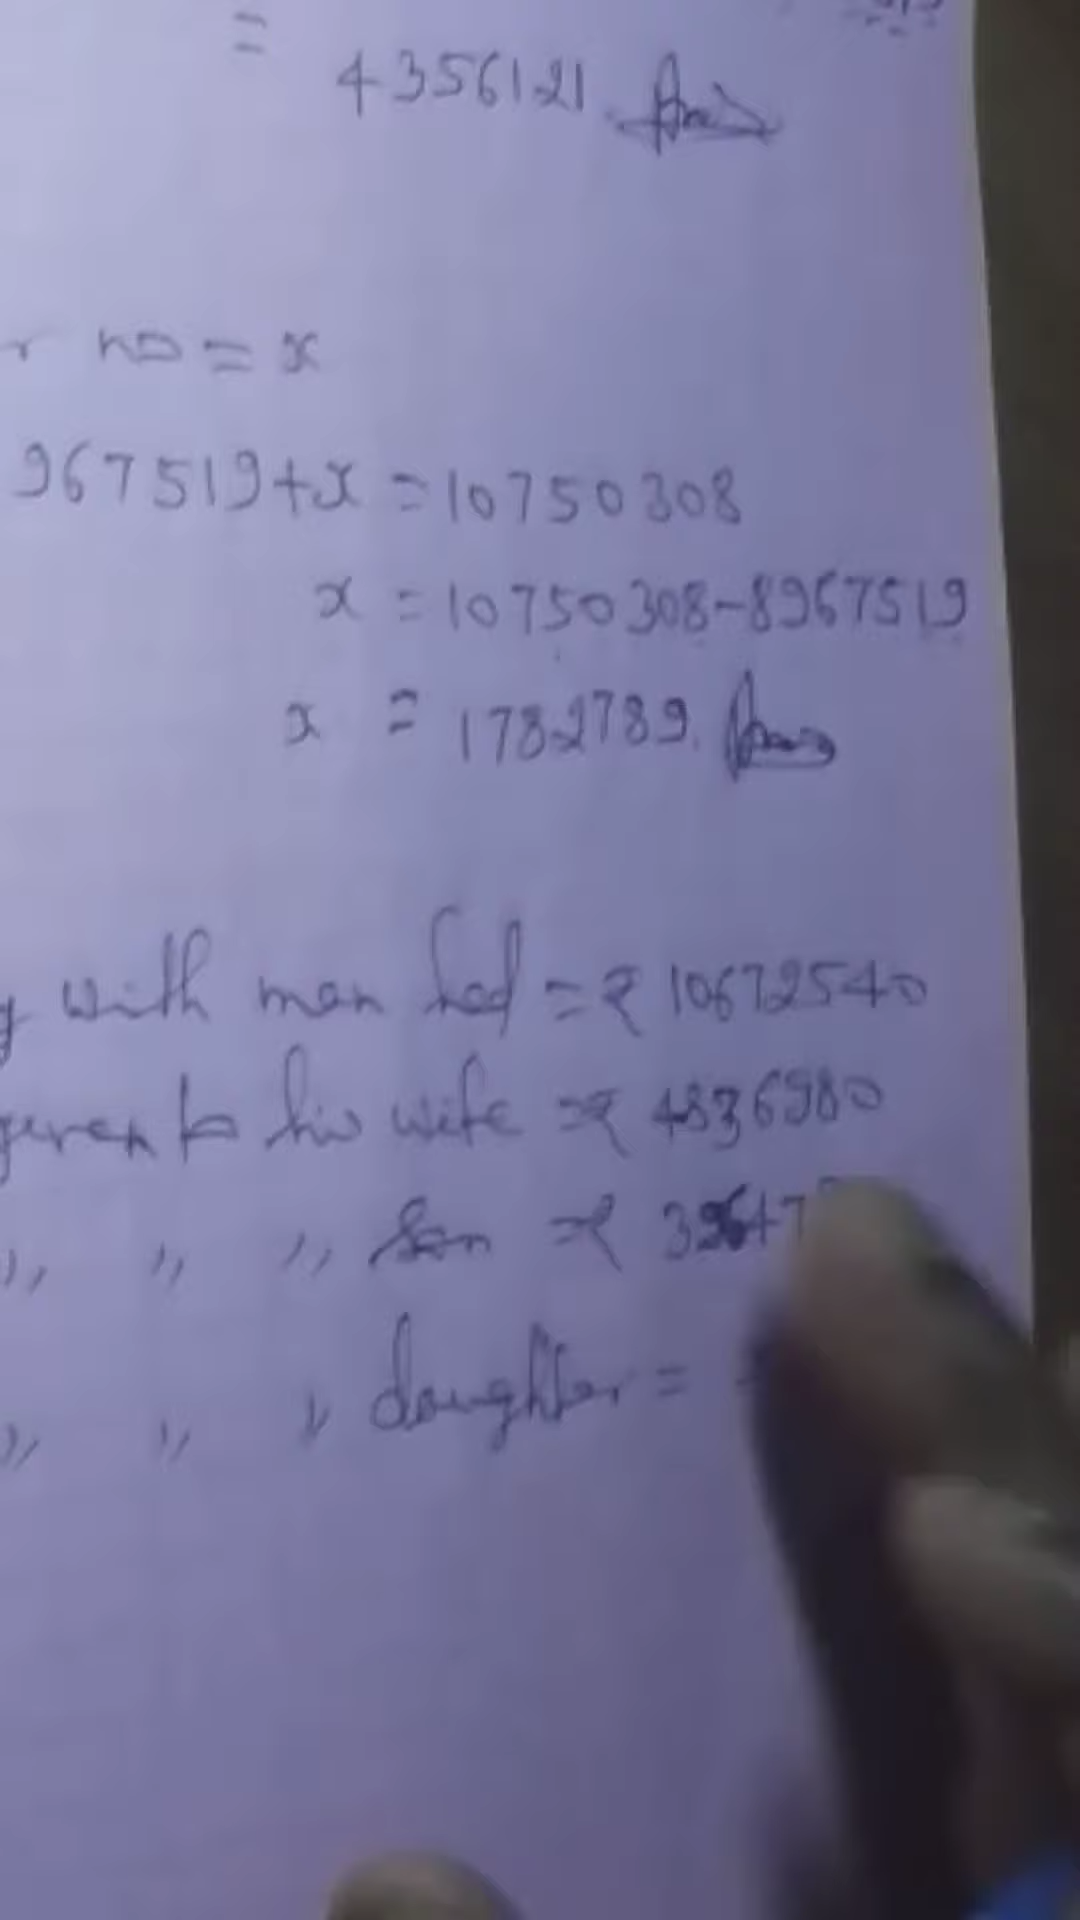 =
4356121 Ans
r no = x
967519+x = 10750308
x = 10750308-8967519
x = 1782789. Ans
y with man had = ₹ 10672540
given to his wife = ₹ 4836980
,, ,, ,, son = ₹ 39647
,, ,, ,, daughter =